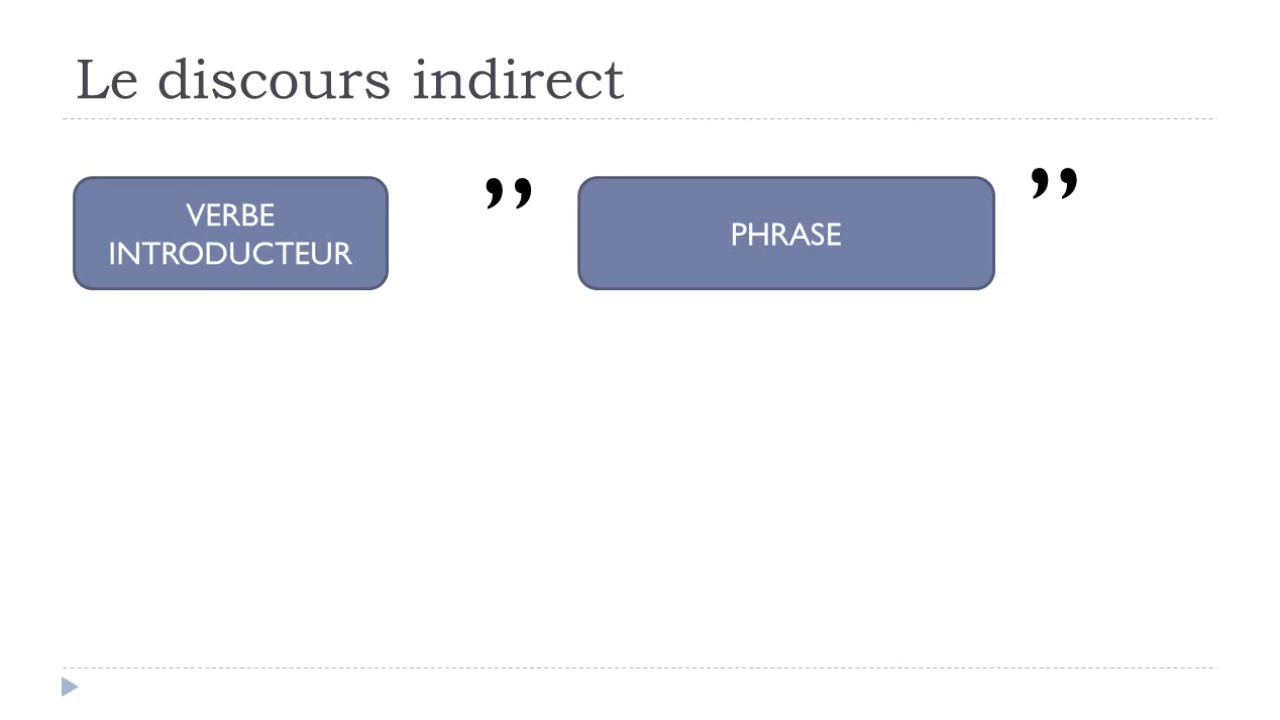 Le discours indirect
VERBE
INTRODUCTEUR
” PHRASE ”